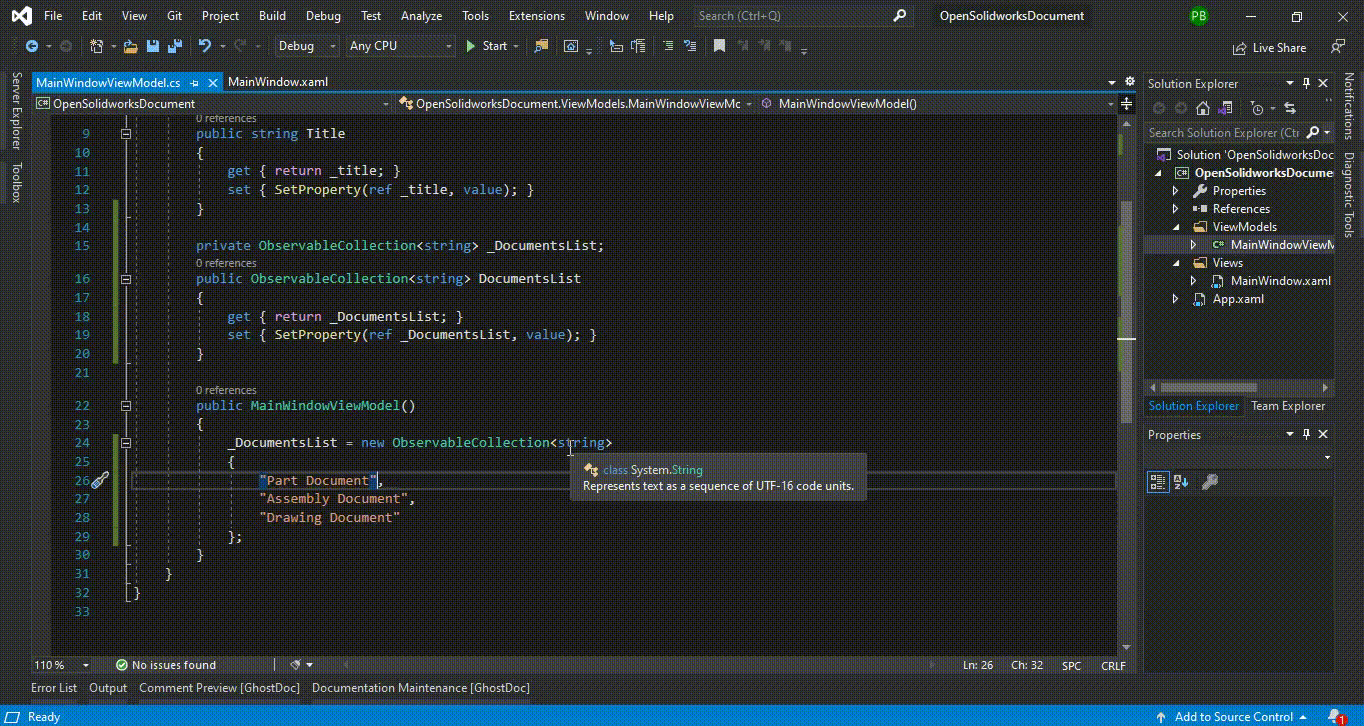 File Edit View Git Project Build Debug Test Analyze Tools Extensions Window Help Search (Ctrl+Q) OpenSolidworksDocument PB
Debug Any CPU Start Live Share
MainWindowViewModel.cs MainWindow.xaml
OpenSolidworksDocument OpenSolidworksDocument.ViewModels.MainWindowViewMc MainWindowViewModel()
Server Explorer
Toolbox
0 references
9 public string Title
10 {
11 get { return _title; }
12 set { SetProperty(ref _title, value); }
13 }
14
15 private ObservableCollection<string> _DocumentsList;
0 references
16 public ObservableCollection<string> DocumentsList
17 {
18 get { return _DocumentsList; }
19 set { SetProperty(ref _DocumentsList, value); }
20 }
21
0 references
22 public MainWindowViewModel()
23 {
24 _DocumentsList = new ObservableCollection<string>
25 {
26 "Part Document",
27 "Assembly Document",
28 "Drawing Document"
29 };
30 }
31 }
32 }
33
class System.String
Represents text as a sequence of UTF-16 code units.
110 % No issues found Ln: 26 Ch: 32 SPC CRLF
Solution Explorer
Search Solution Explorer (Ctr
Solution 'OpenSolidworksDoc
OpenSolidworksDocume
Properties
References
ViewModels
MainWindowViewM
Views
MainWindow.xaml
App.xaml
Solution Explorer Team Explorer
Properties
Notifications
Diagnostic Tools
Error List Output Comment Preview [GhostDoc] Documentation Maintenance [GhostDoc]
Ready Add to Source Control 1